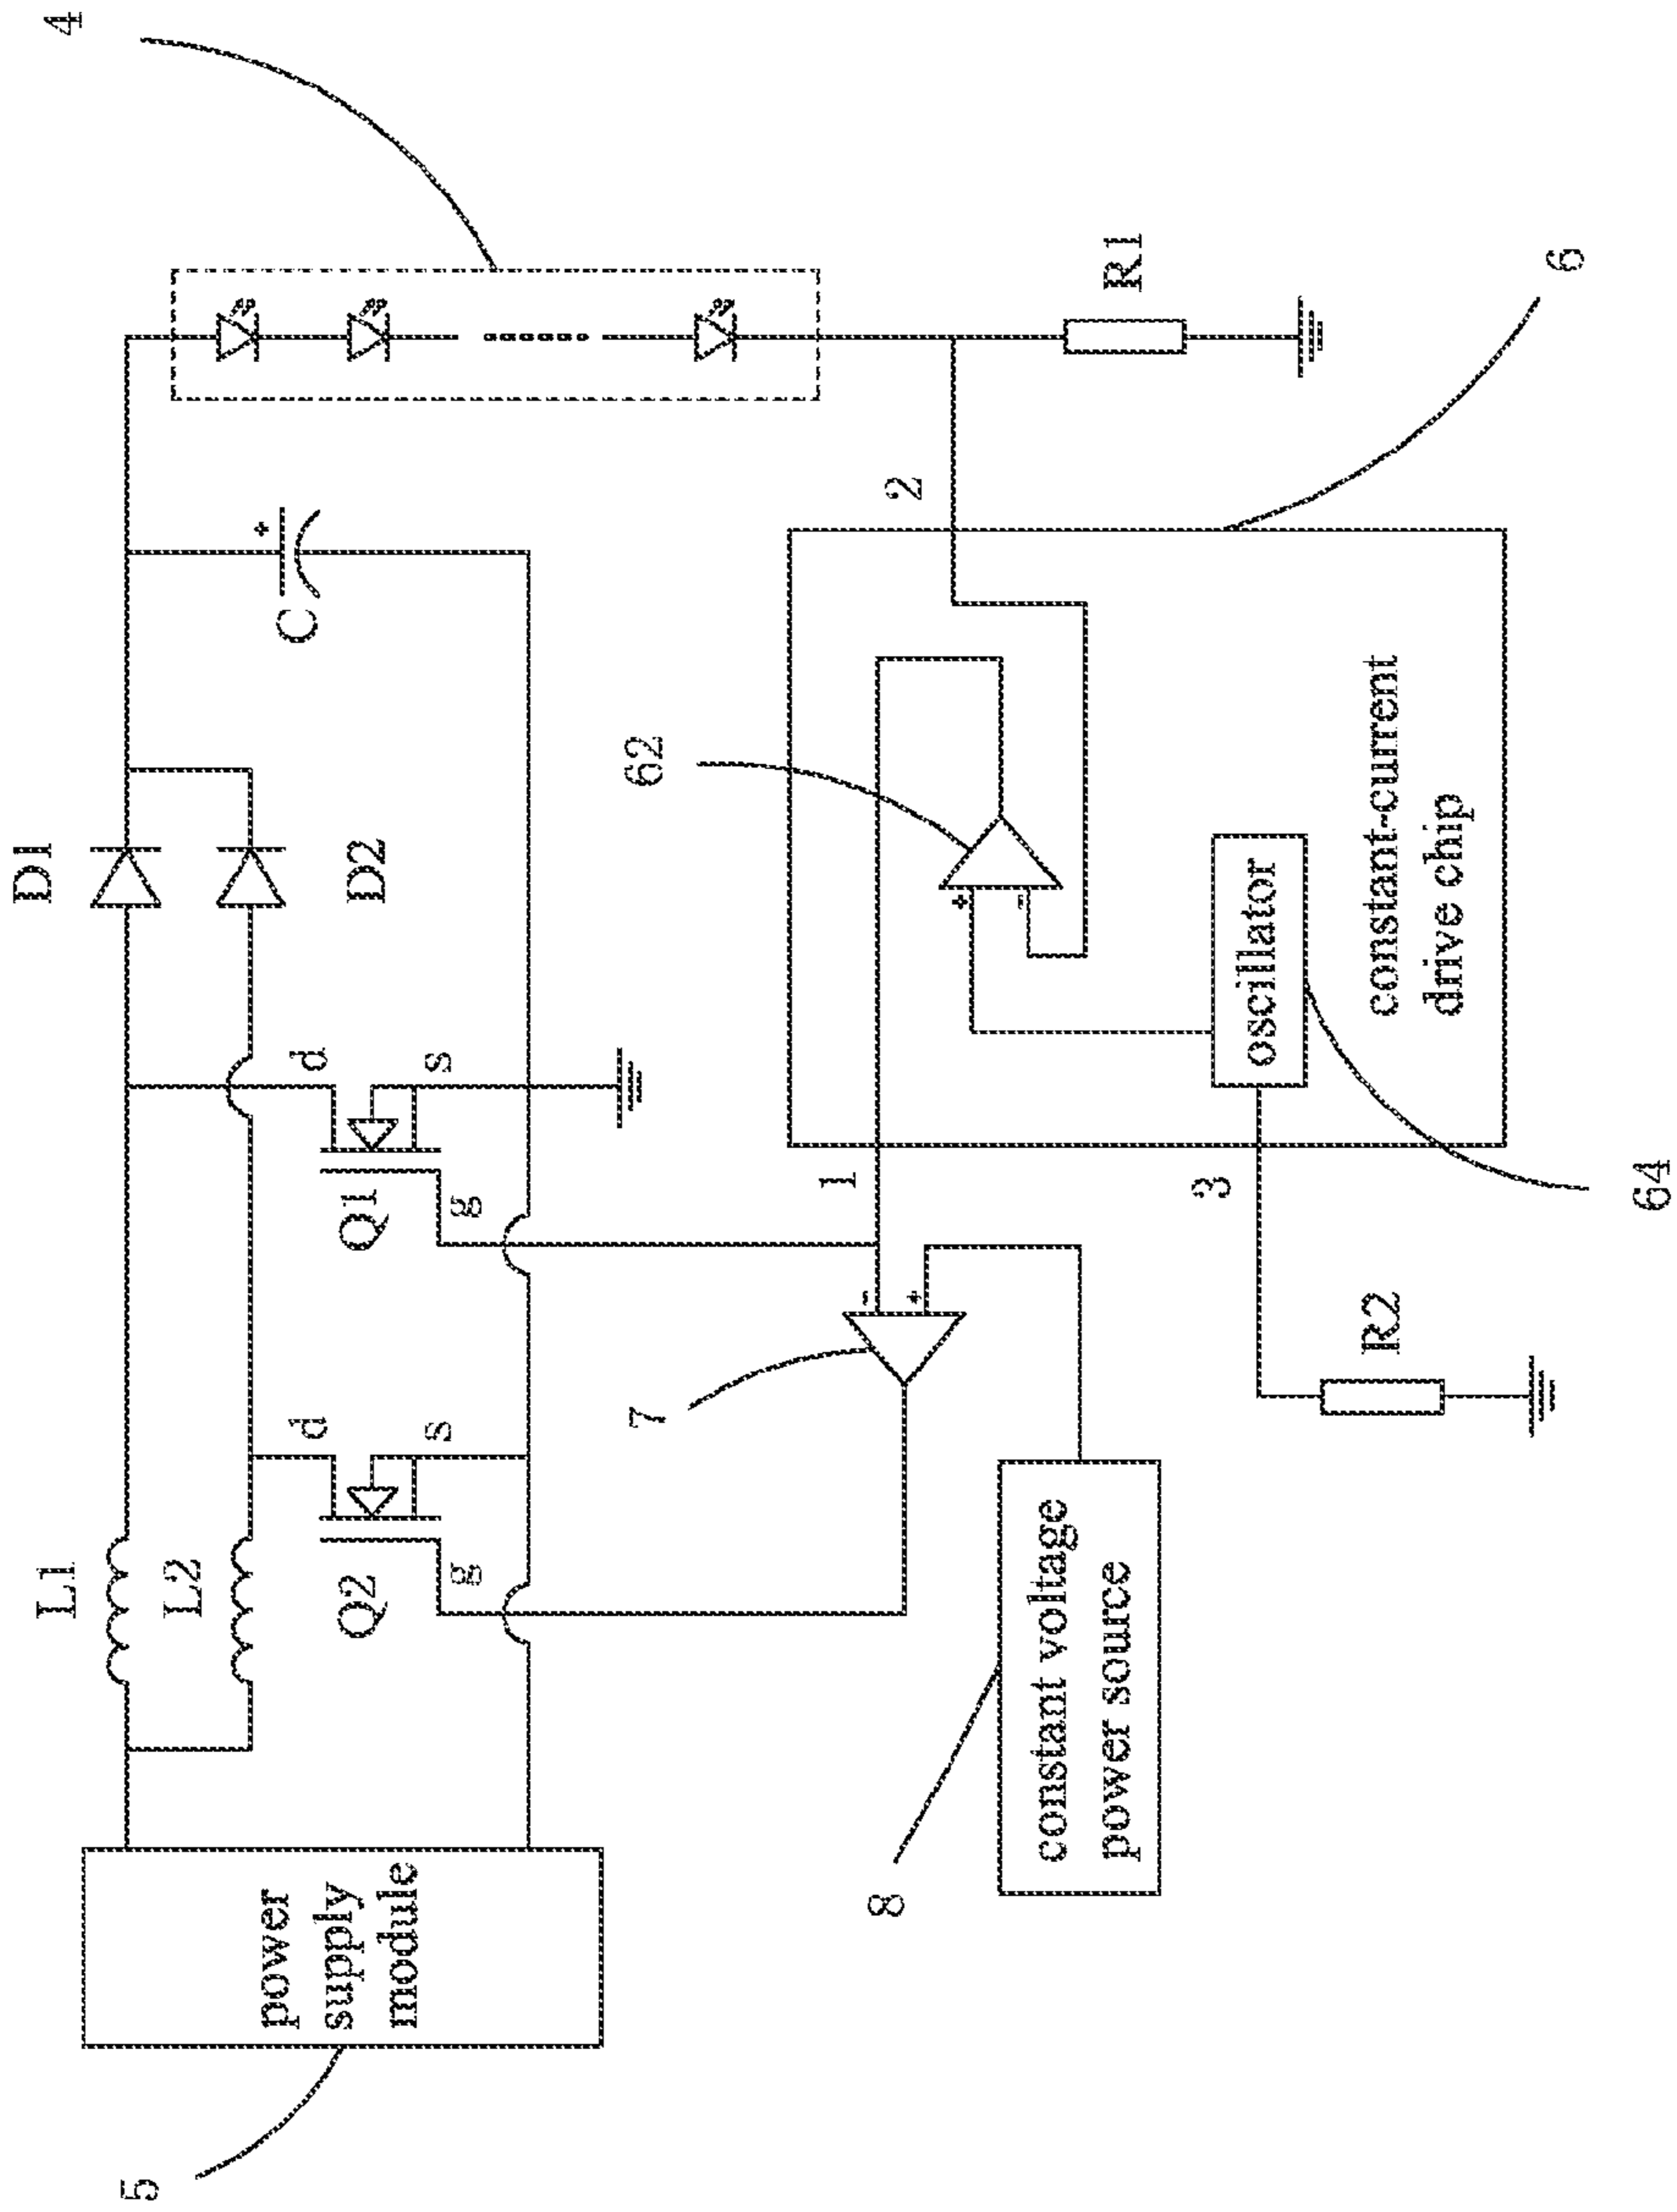 4
D1
L1
D2
L2
C
d
d
s
s
g
g
Q1
Q2
power
supply
module
5
62
2
R1
1
7
3
6
oscillator
constant-current
drive chip
64
R2
8
constant voltage
power source
+
+
-
-
+